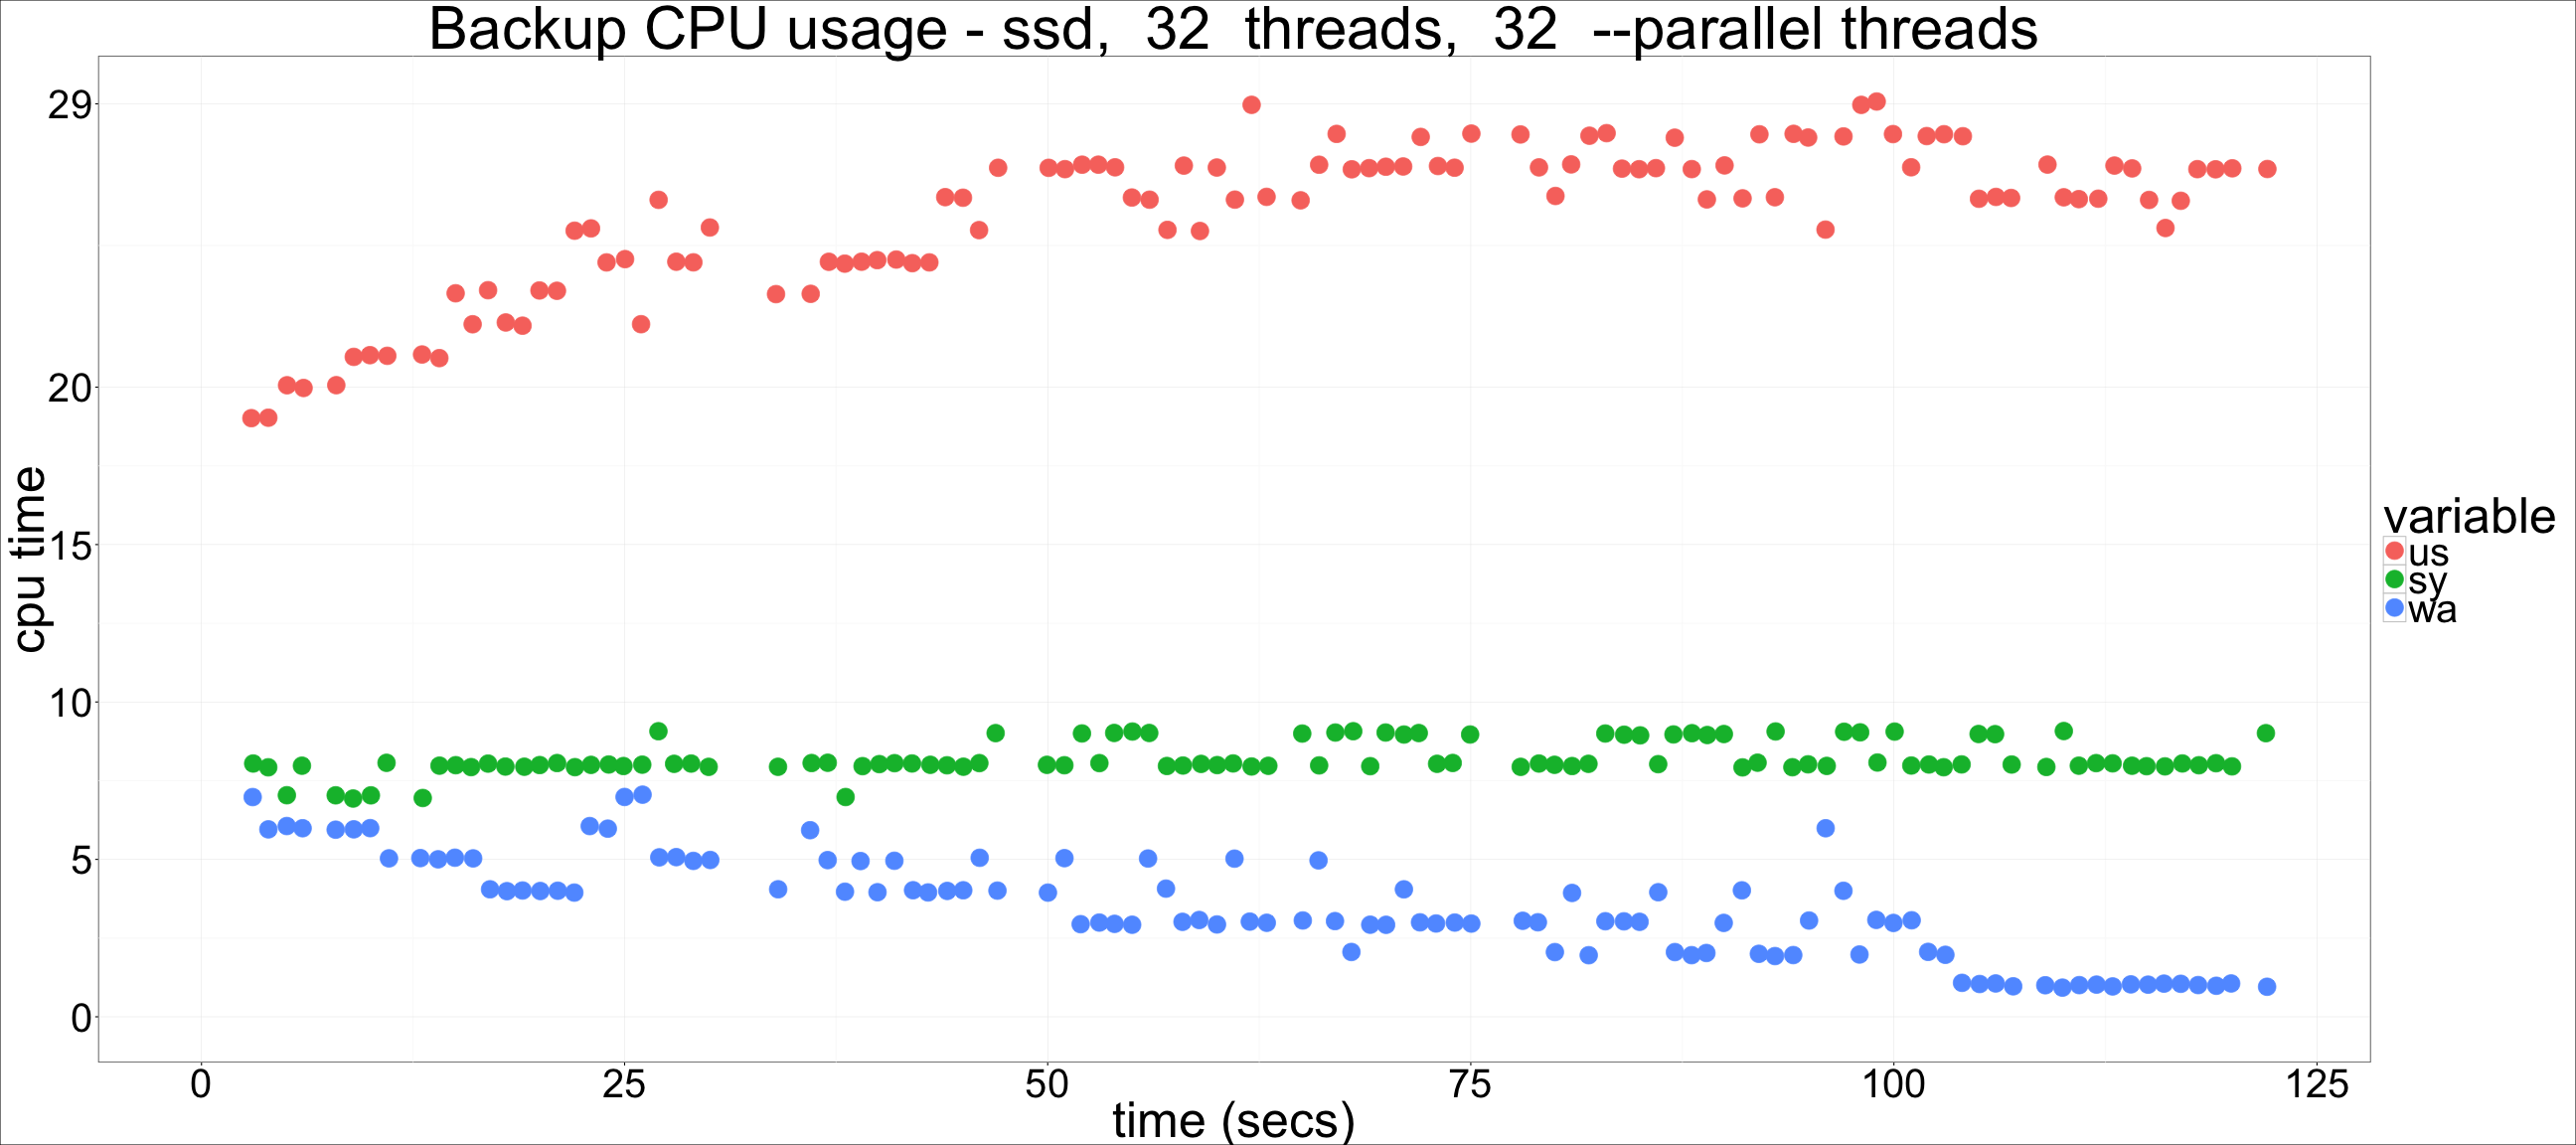 Backup CPU usage - ssd,  32  threads,  32  --parallel threads
29
20
15
10
5
0
cpu time
0 25 50 75 100 125
time (secs)
variable
us
sy
wa